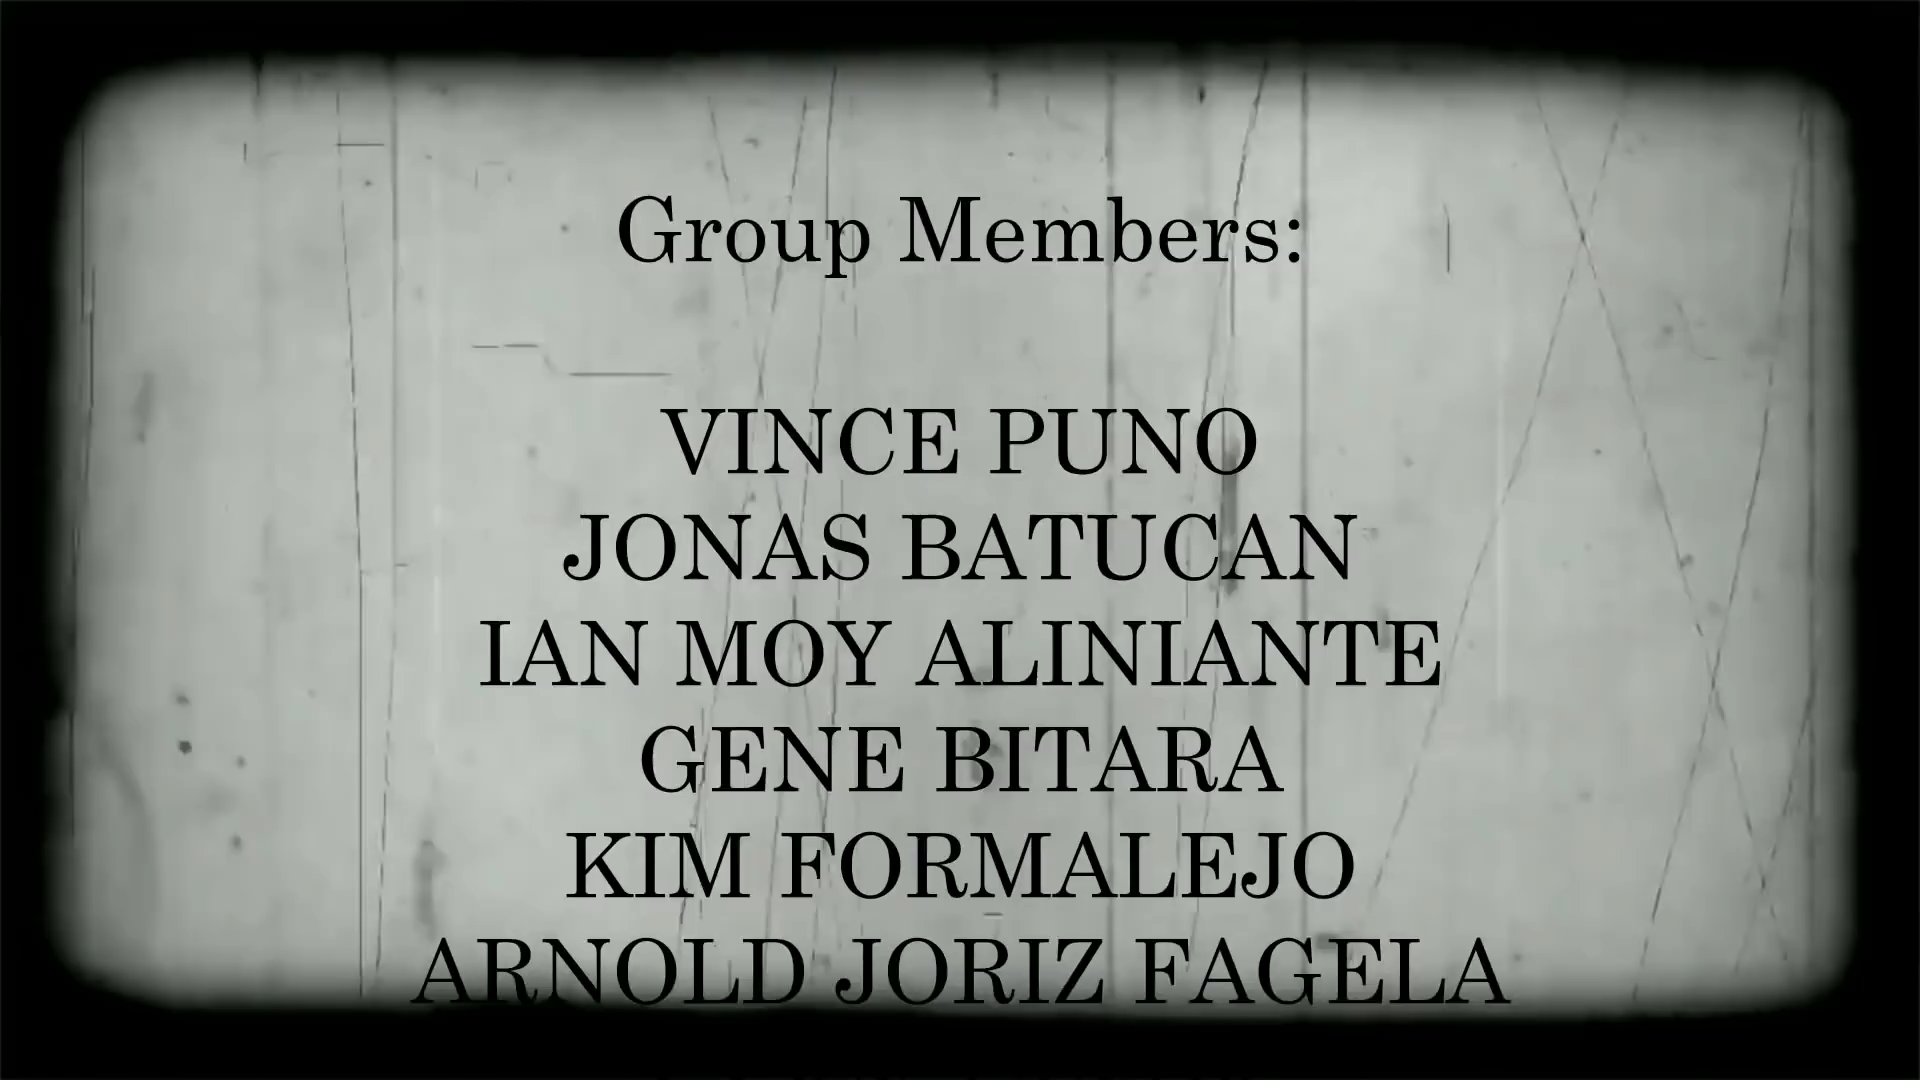 Group Members:
VINCE PUNO
JONAS BATUCAN
IAN MOY ALINIANTE
GENE BITARA
KIM FORMALEJO
ARNOLD JORIZ FAGELA